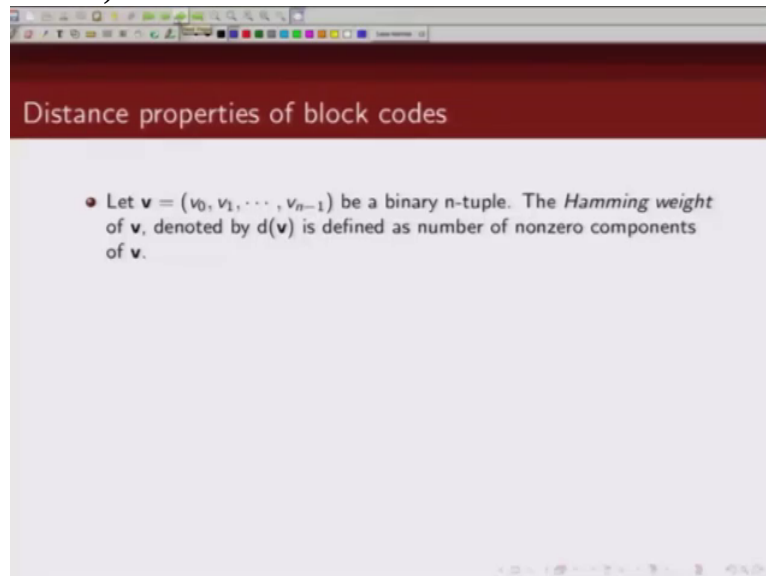 Distance properties of block codes
Let v = (v₀, v₁, ⋯ , vₙ₋₁) be a binary n-tuple. The Hamming weight
of v, denoted by d(v) is defined as number of nonzero components
of v.